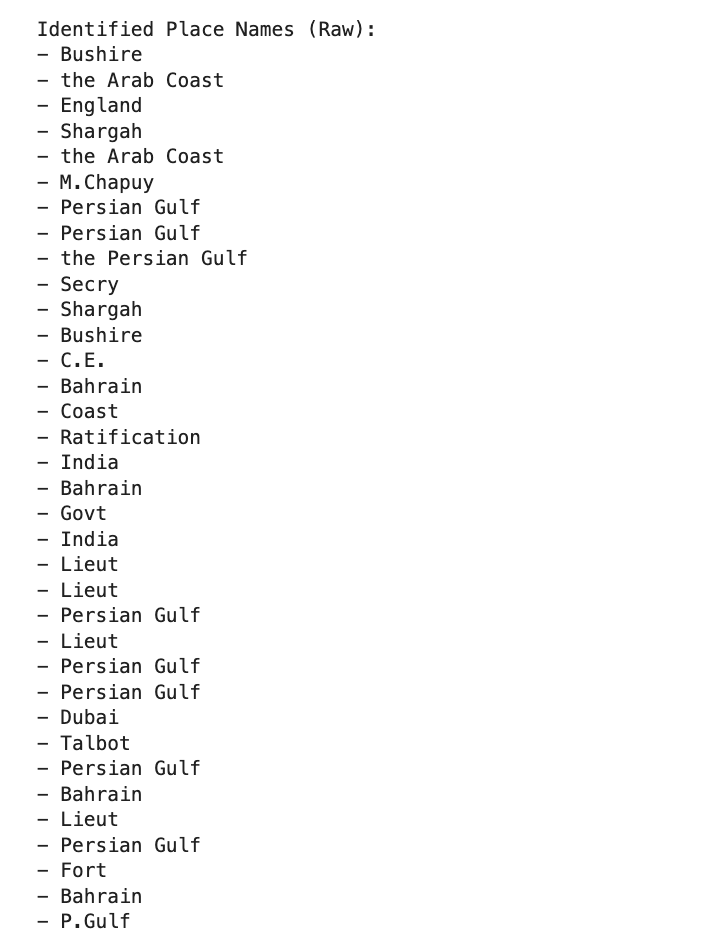 Identified Place Names (Raw):
- Bushire
- the Arab Coast
- England
- Shargah
- the Arab Coast
- M.Chapuy
- Persian Gulf
- Persian Gulf
- the Persian Gulf
- Secry
- Shargah
- Bushire
- C.E.
- Bahrain
- Coast
- Ratification
- India
- Bahrain
- Govt
- India
- Lieut
- Lieut
- Persian Gulf
- Lieut
- Persian Gulf
- Persian Gulf
- Dubai
- Talbot
- Persian Gulf
- Bahrain
- Lieut
- Persian Gulf
- Fort
- Bahrain
- P.Gulf